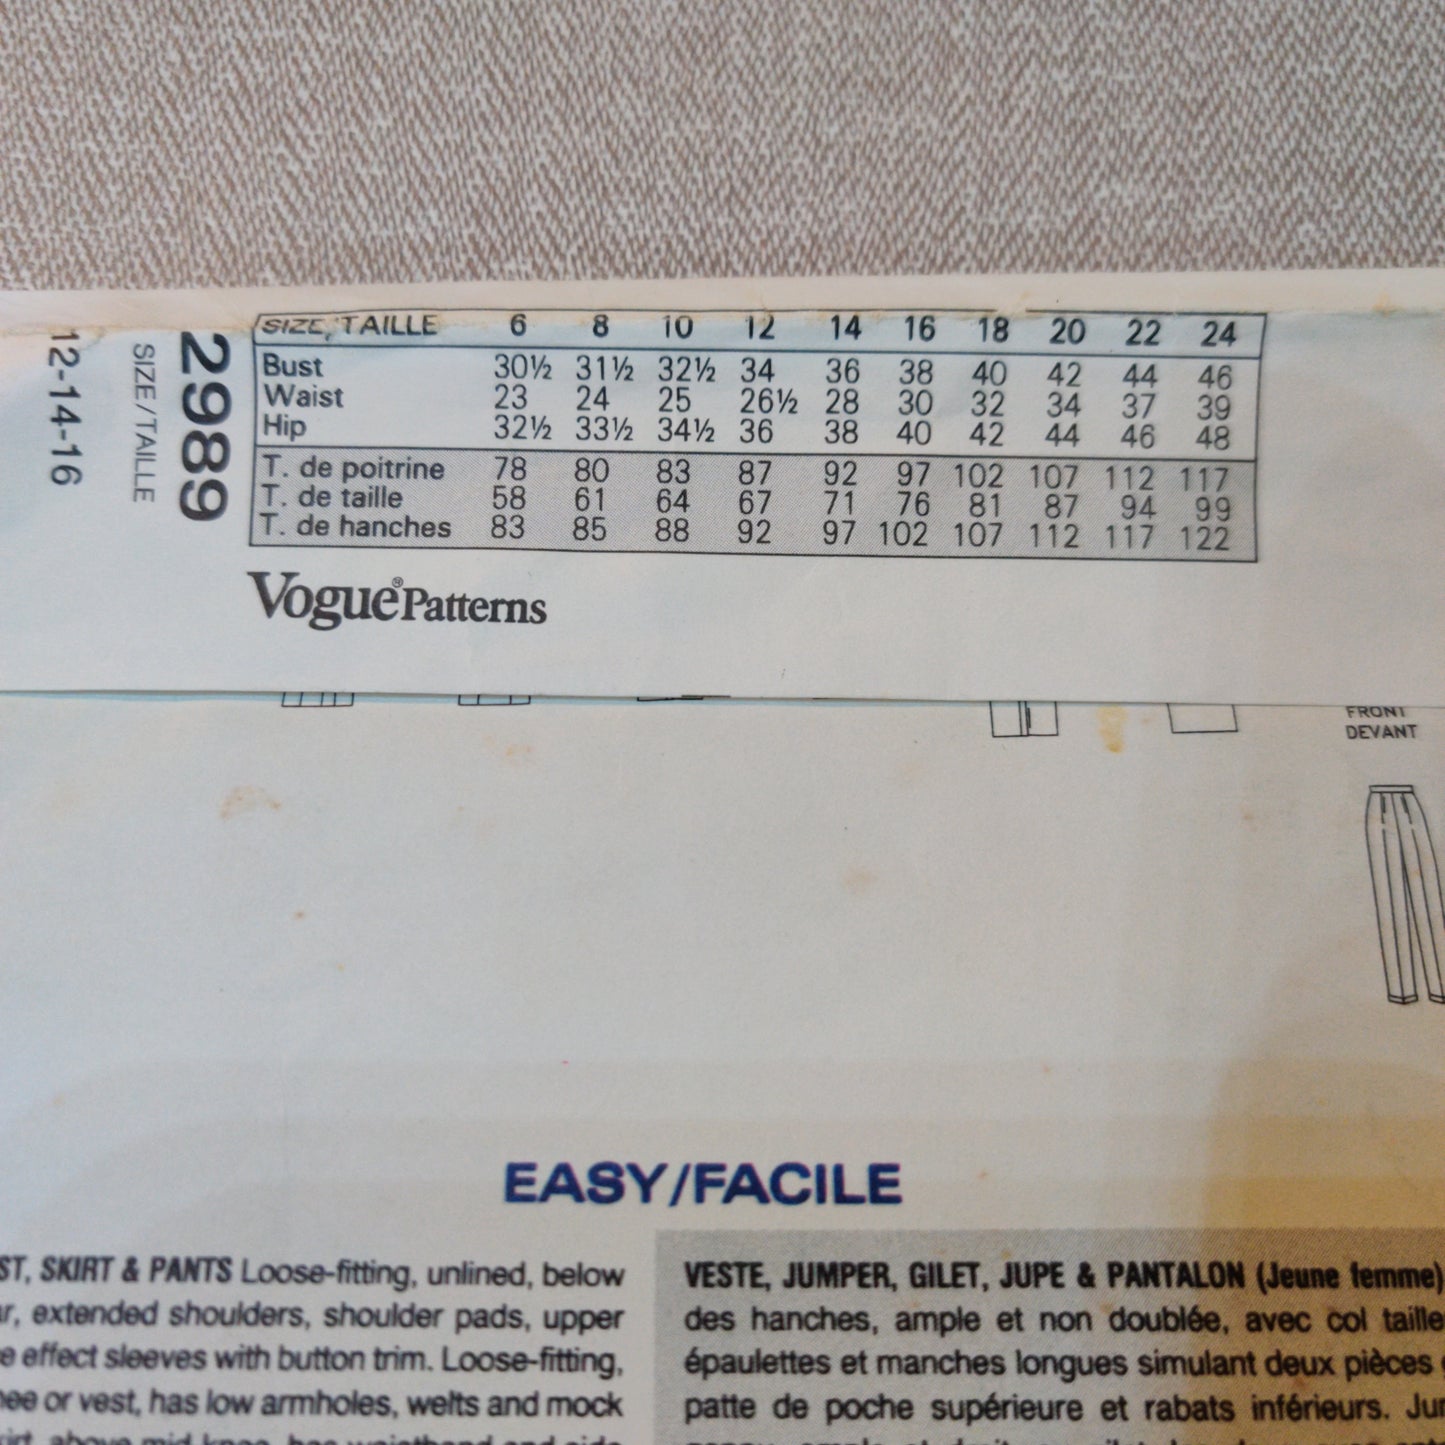 12-14-16
SIZE/TAILLE
2989
SIZE/TAILLE 6 8 10 12 14 16 18 20 22 24
Bust 30½ 31½ 32½ 34 36 38 40 42 44 46
Waist 23 24 25 26½ 28 30 32 34 37 39
Hip 32½ 33½ 34½ 36 38 40 42 44 46 48
T. de poitrine 78 80 83 87 92 97 102 107 112 117
T. de taille 58 61 64 67 71 76 81 87 94 99
T. de hanches 83 85 88 92 97 102 107 112 117 122
Vogue® Patterns
FRONT
DEVANT
EASY/FACILE
ST, SKIRT & PANTS Loose-fitting, unlined, below
r, extended shoulders, shoulder pads, upper
e effect sleeves with button trim. Loose-fitting,
nee or vest, has low armholes, welts and mock
VESTE, JUMPER, GILET, JUPE & PANTALON (Jeune femme)
des hanches, ample et non doublée, avec col taille
épaulettes et manches longues simulant deux pièces
patte de poche supérieure et rabats inférieurs. Ju